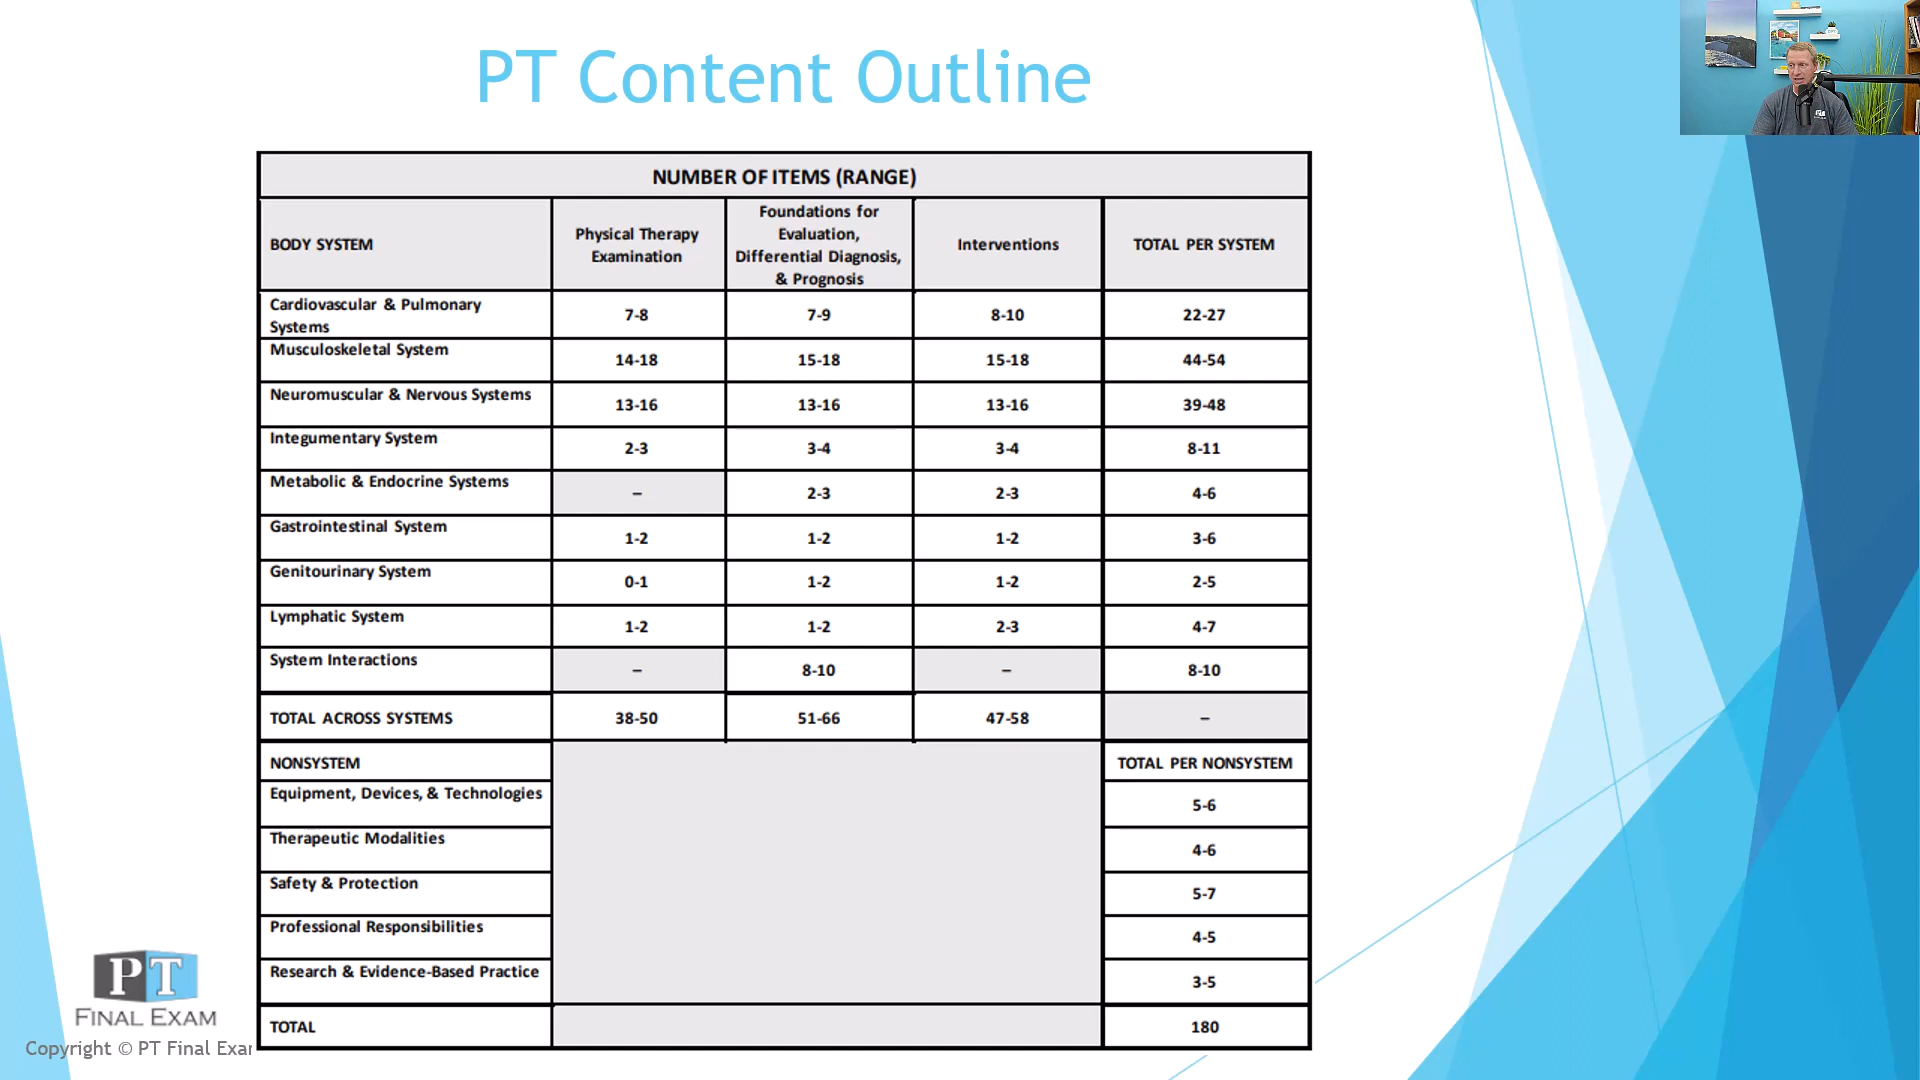 PT Content Outline
NUMBER OF ITEMS (RANGE)
BODY SYSTEM
Physical Therapy
Examination
Foundations for
Evaluation,
Differential Diagnosis,
& Prognosis
Interventions
TOTAL PER SYSTEM
Cardiovascular & Pulmonary
Systems
7-8
7-9
8-10
22-27
Musculoskeletal System
14-18
15-18
15-18
44-54
Neuromuscular & Nervous Systems
13-16
13-16
13-16
39-48
Integumentary System
2-3
3-4
3-4
8-11
Metabolic & Endocrine Systems
–
2-3
2-3
4-6
Gastrointestinal System
1-2
1-2
1-2
3-6
Genitourinary System
0-1
1-2
1-2
2-5
Lymphatic System
1-2
1-2
2-3
4-7
System Interactions
–
8-10
–
8-10
TOTAL ACROSS SYSTEMS
38-50
51-66
47-58
–
NONSYSTEM
TOTAL PER NONSYSTEM
Equipment, Devices, & Technologies
5-6
Therapeutic Modalities
4-6
Safety & Protection
5-7
Professional Responsibilities
4-5
Research & Evidence-Based Practice
3-5
TOTAL
180
PT
FINAL EXAM
Copyright © PT Final Exar